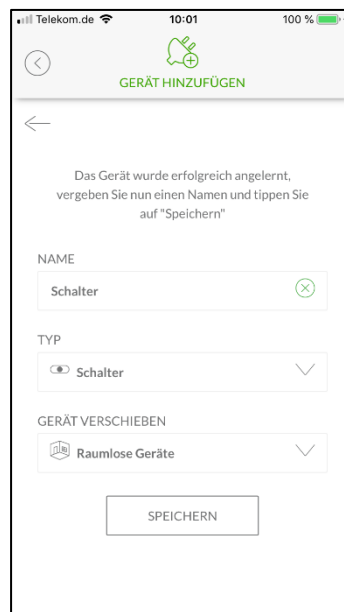 Telekom.de 10:01 100 %
GERÄT HINZUFÜGEN
Das Gerät wurde erfolgreich angelernt,
vergeben Sie nun einen Namen und tippen Sie
auf "Speichern"
NAME
Schalter
TYP
Schalter
GERÄT VERSCHIEBEN
Raumlose Geräte
SPEICHERN